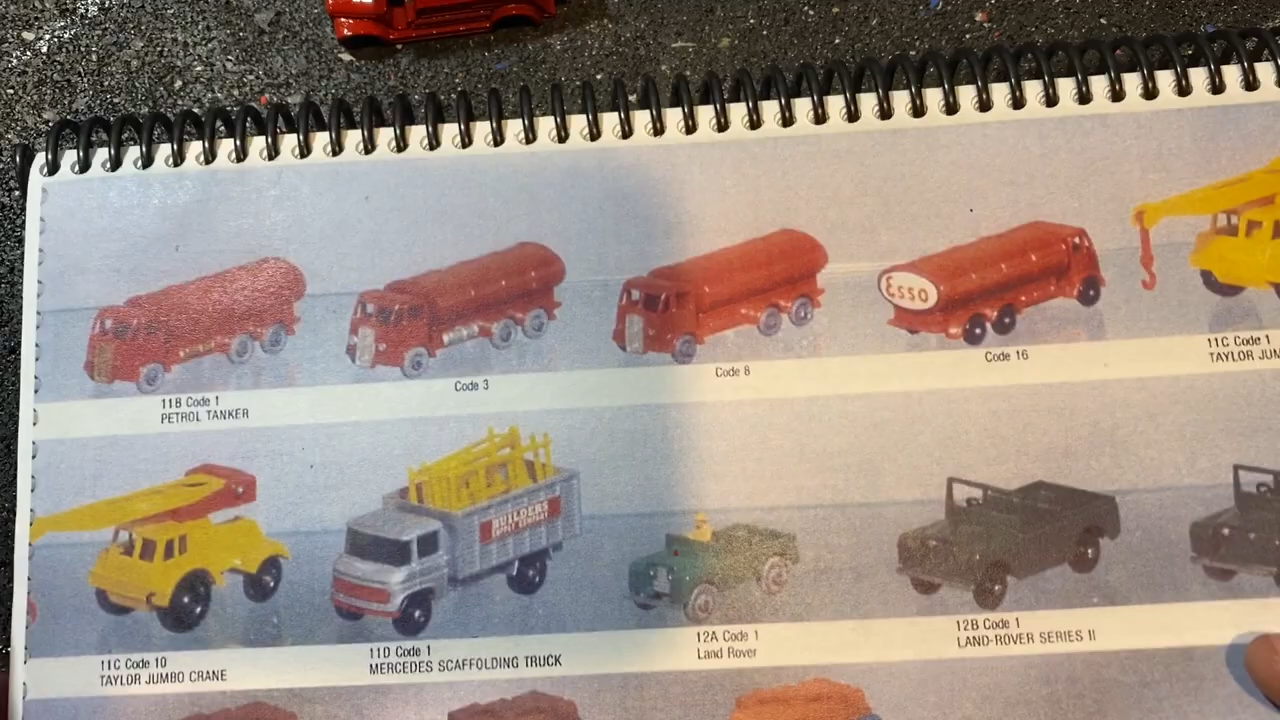 Esso
11B Code 1
PETROL TANKER
Code 3
Code 8
Code 16
11C Code 1
TAYLOR
BUILDERS
SUPPLY COMPANY
11C Code 10
TAYLOR JUMBO CRANE
11D Code 1
MERCEDES SCAFFOLDING TRUCK
12A Code 1
Land Rover
12B Code 1
LAND-ROVER SERIES II